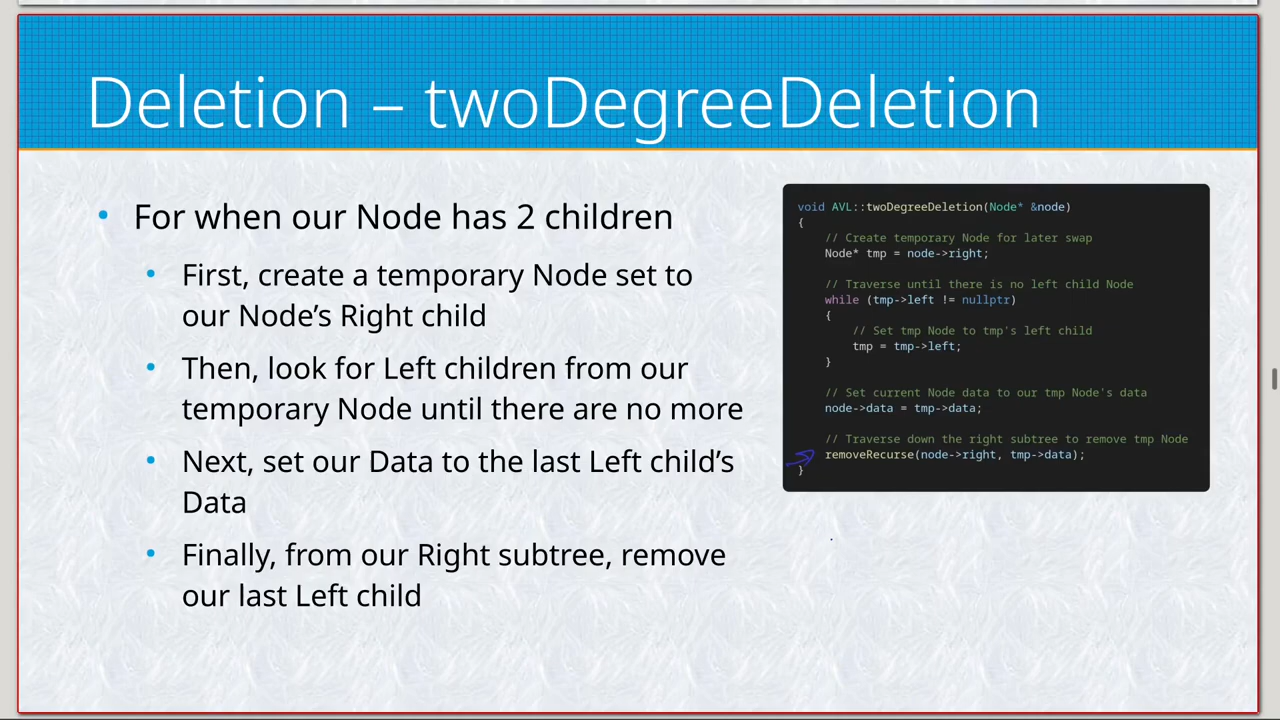 Deletion – twoDegreeDeletion
• For when our Node has 2 children
• First, create a temporary Node set to
our Node’s Right child
• Then, look for Left children from our
temporary Node until there are no more
• Next, set our Data to the last Left child’s
Data
• Finally, from our Right subtree, remove
our last Left child
void AVL::twoDegreeDeletion(Node* &node)
{
    // Create temporary Node for later swap
    Node* tmp = node->right;
    // Traverse until there is no left child Node
    while (tmp->left != nullptr)
    {
        // Set tmp Node to tmp's left child
        tmp = tmp->left;
    }
    // Set current Node data to our tmp Node's data
    node->data = tmp->data;
    // Traverse down the right subtree to remove tmp Node
    removeRecurse(node->right, tmp->data);
}